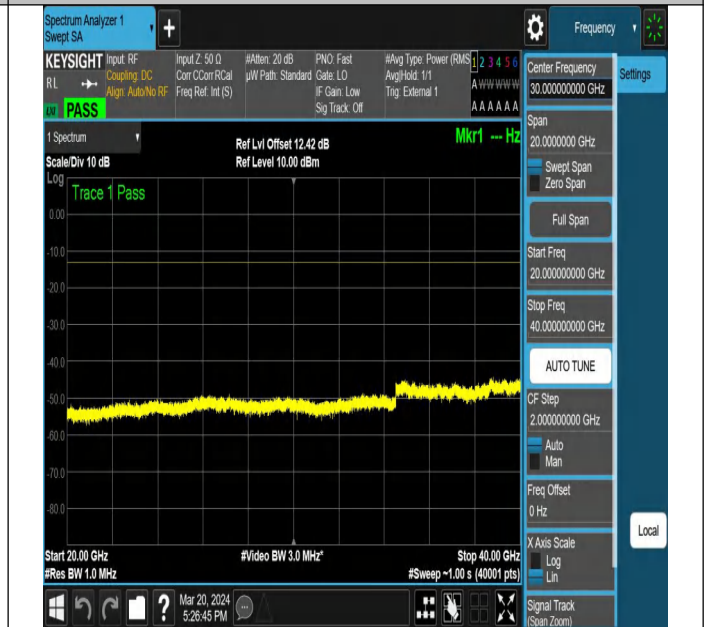 Spectrum Analyzer 1
Swept SA
Frequency
KEYSIGHT
RL
PASS
Input: RF
Coupling: DC
Align: Auto/No RF
Input Z: 50 Ω
Corr CCorr RCal
Freq Ref: Int (S)
#Atten: 20 dB
µW Path: Standard
PNO: Fast
Gate: LO
IF Gain: Low
Sig Track: Off
#Avg Type: Power (RMS
Avg|Hold: 1/1
Trig: External 1
1 2 3 4 5 6
A W W W W W
A A A A A A
1 Spectrum
Scale/Div 10 dB
Ref Lvl Offset 12.42 dB
Ref Level 10.00 dBm
Mkr1 --- Hz
Log
Trace 1 Pass
0.00
-10.0
-20.0
-30.0
-40.0
-50.0
-60.0
-70.0
-80.0
Start 20.00 GHz
#Res BW 1.0 MHz
#Video BW 3.0 MHz*
Stop 40.00 GHz
#Sweep ~1.00 s (40001 pts)
Center Frequency
30.000000000 GHz
Settings
Span
20.0000000 GHz
Swept Span
Zero Span
Full Span
Start Freq
20.000000000 GHz
Stop Freq
40.000000000 GHz
AUTO TUNE
CF Step
2.000000000 GHz
Auto
Man
Freq Offset
0 Hz
X Axis Scale
Log
Lin
Local
Signal Track
(Span Zoom)
?
Mar 20, 2024
5:26:45 PM